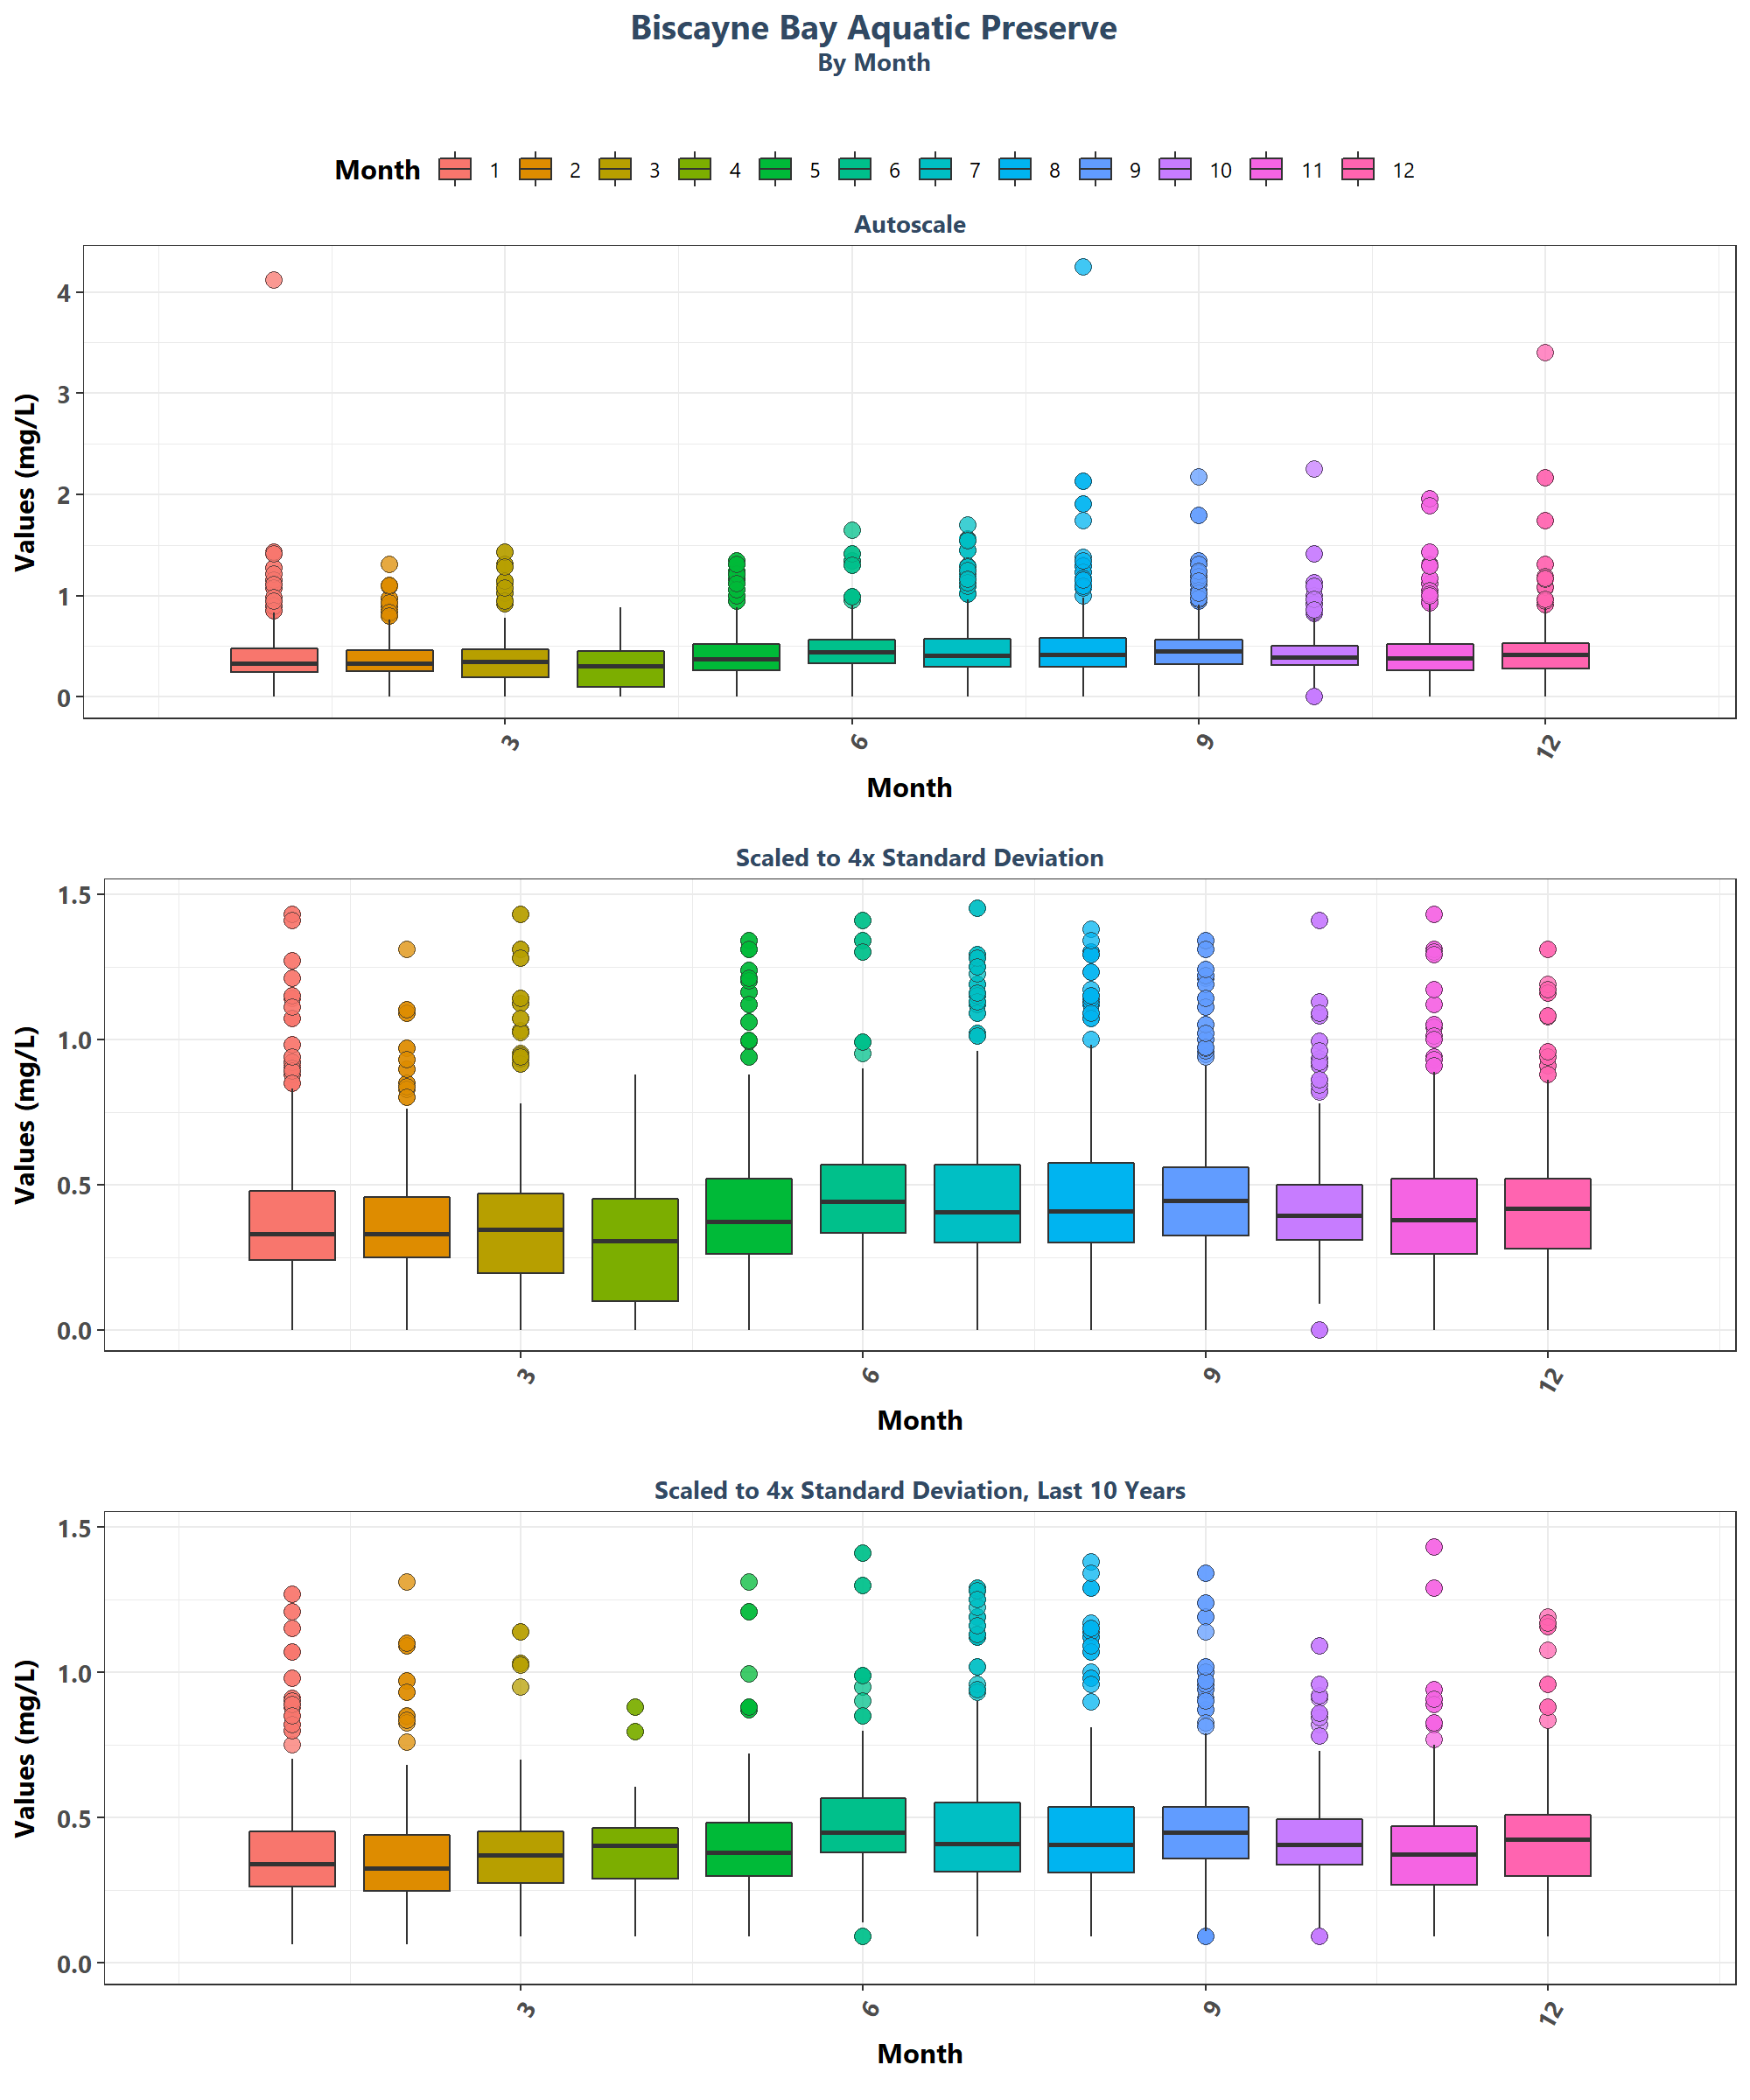 Biscayne Bay Aquatic Preserve
By Month
Month 1 2 3 4 5 6 7 8 9 10 11 12
Autoscale
Values (mg/L)
4
3
2
1
0
3 6 9 12
Month
Scaled to 4x Standard Deviation
Values (mg/L)
1.5
1.0
0.5
0.0
3 6 9 12
Month
Scaled to 4x Standard Deviation, Last 10 Years
Values (mg/L)
1.5
1.0
0.5
0.0
3 6 9 12
Month